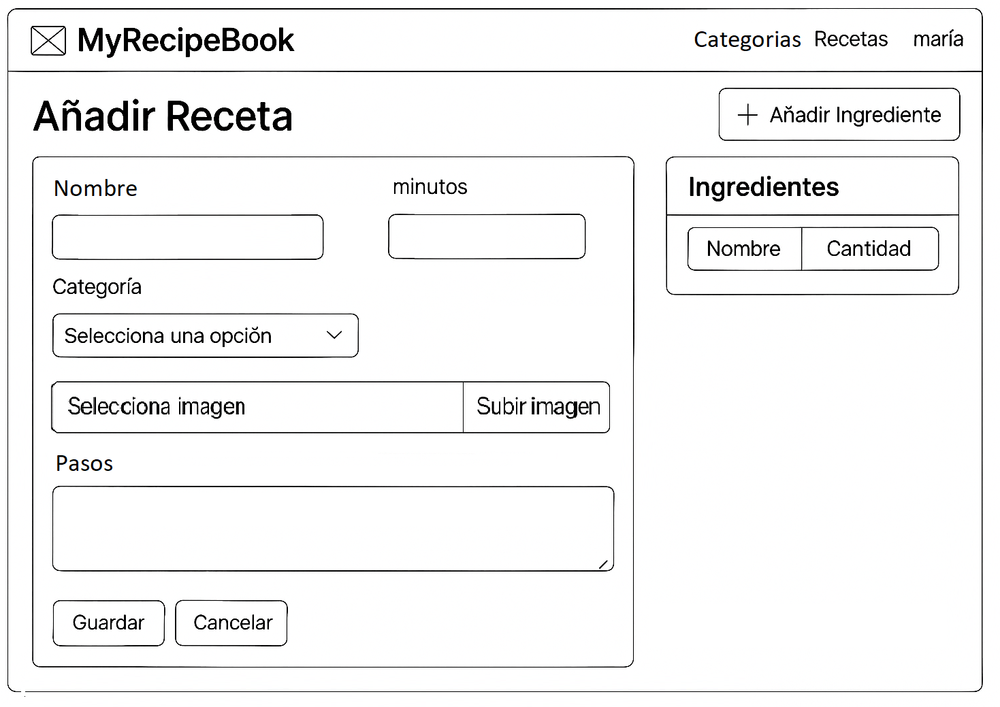 MyRecipeBook
Categorias Recetas maría
Añadir Receta
+ Añadir Ingrediente
Nombre
minutos
Categoría
Selecciona una opción
Selecciona imagen
Subir imagen
Pasos
Guardar
Cancelar
Ingredientes
Nombre Cantidad